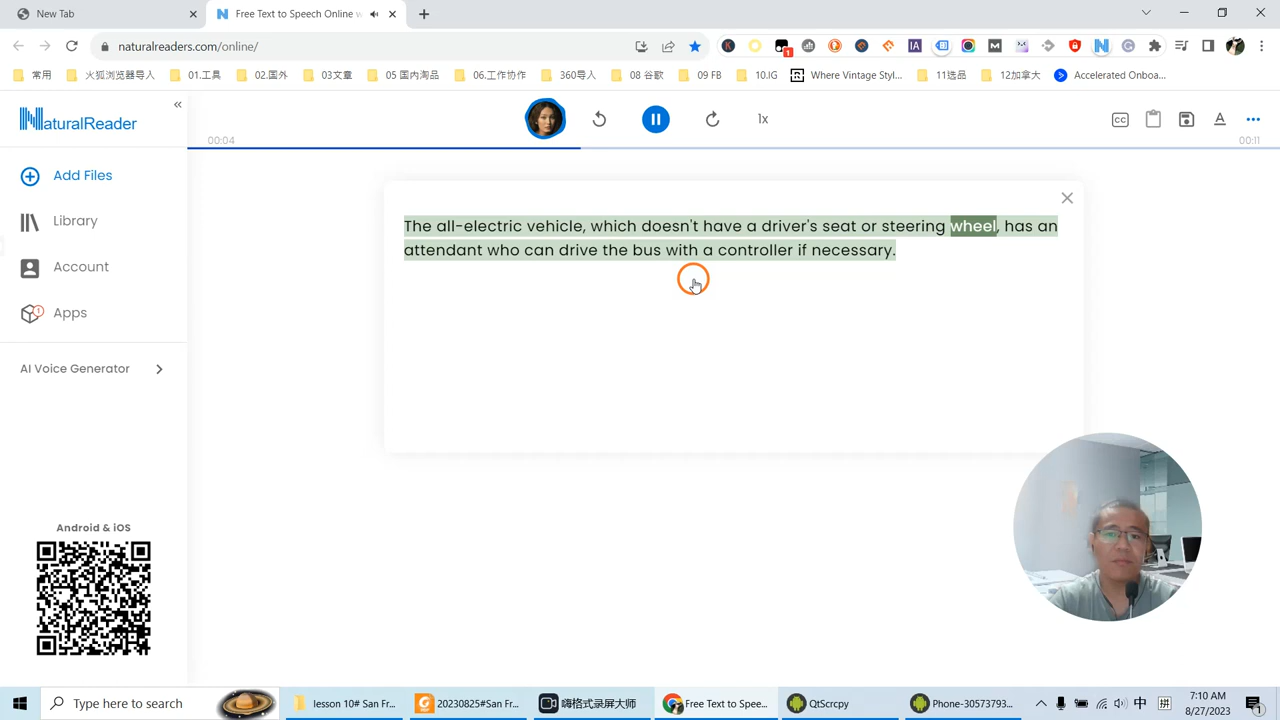 New Tab
Free Text to Speech Online w
naturalreaders.com/online/
1
常用
火狐浏览器导入
01.工具
02.国外
03文章
05 国内淘品
06.工作协作
360导入
08 谷歌
09 FB
10.IG
Where Vintage Styl...
11选品
12加拿大
Accelerated Onboa...
NaturalReader
1x
CC
A
00:04
00:11
Add Files
Library
Account
Apps
AI Voice Generator
The all-electric vehicle, which doesn't have a driver's seat or steering wheel, has an
attendant who can drive the bus with a controller if necessary.
Android & iOS
Type here to search
lesson 10# San Fr...
20230825#San Fr...
嗨格式录屏大师
Free Text to Spee...
QtScrcpy
Phone-30573793...
中
拼
7:10 AM
8/27/2023
1